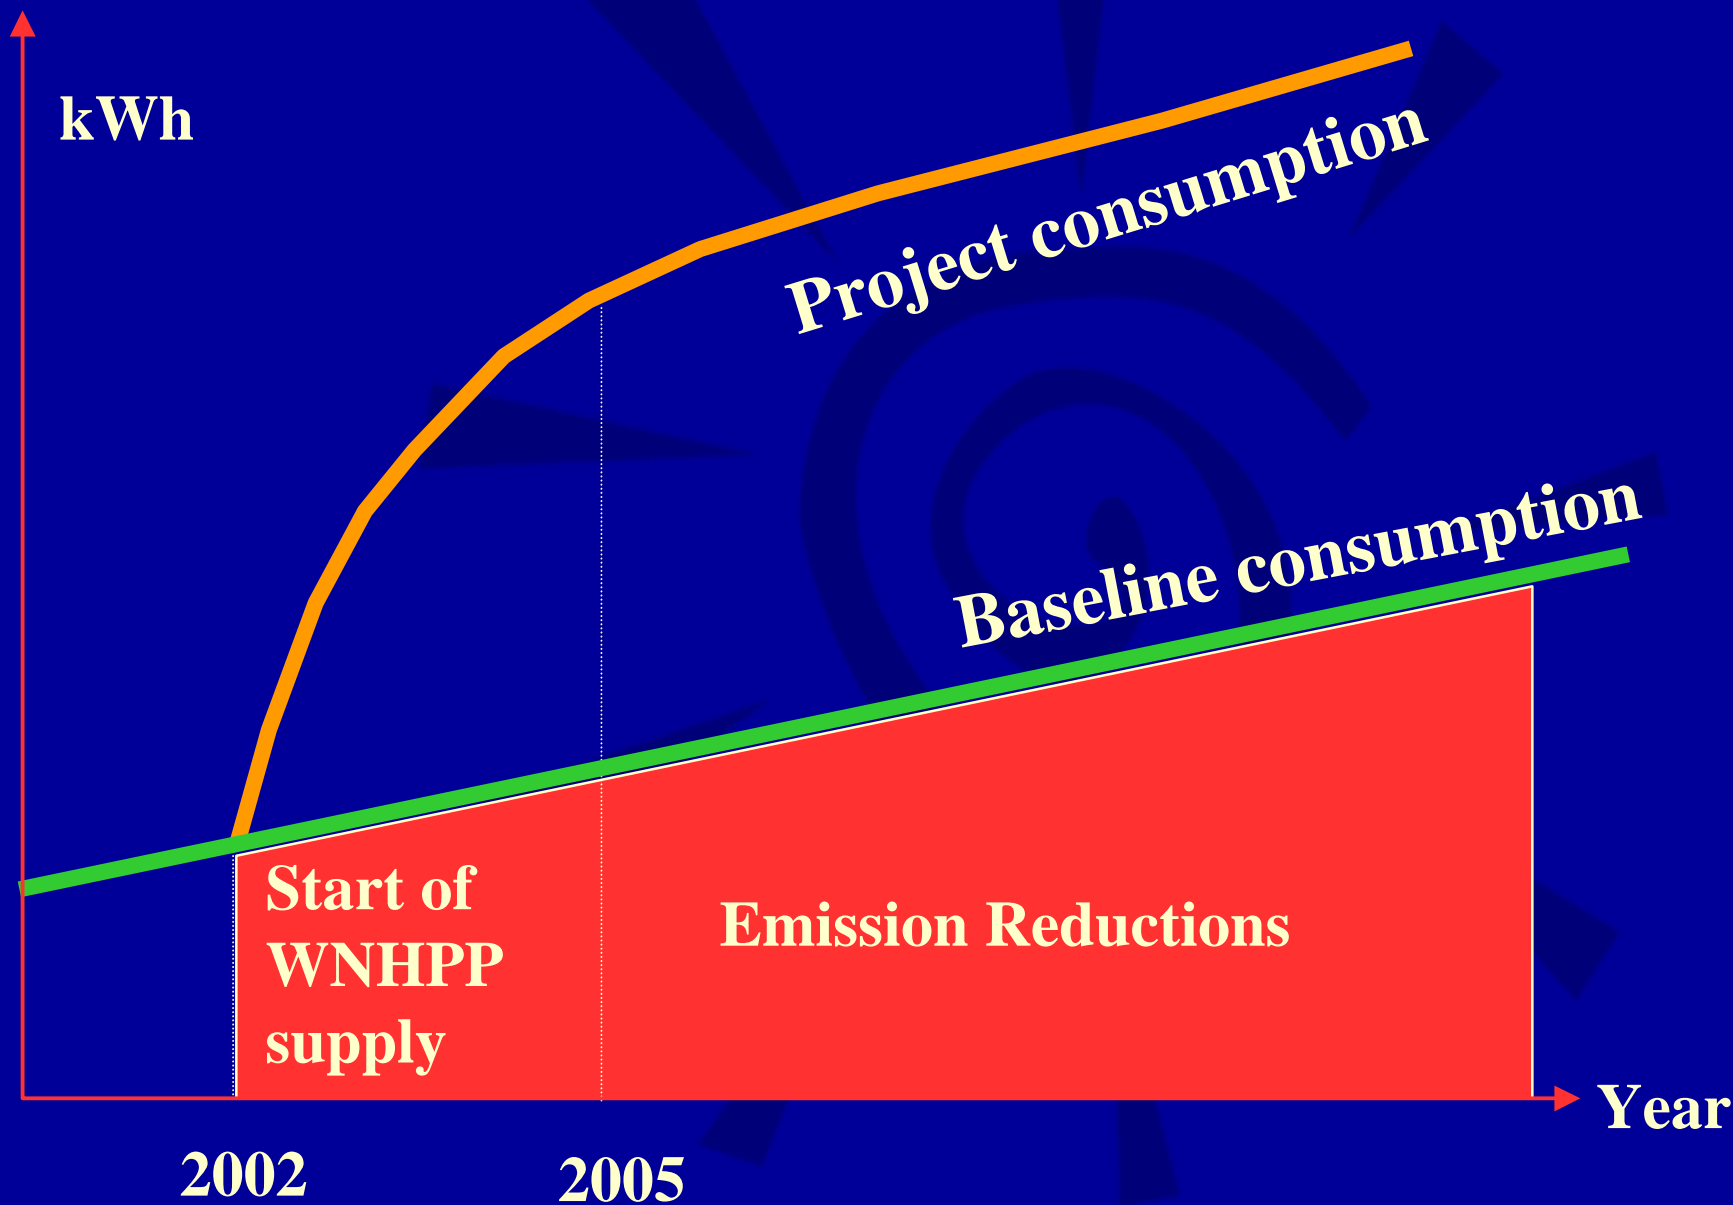 kWh
Project consumption
Baseline consumption
Start of
WNHPP
supply
Emission Reductions
Year
2002
2005